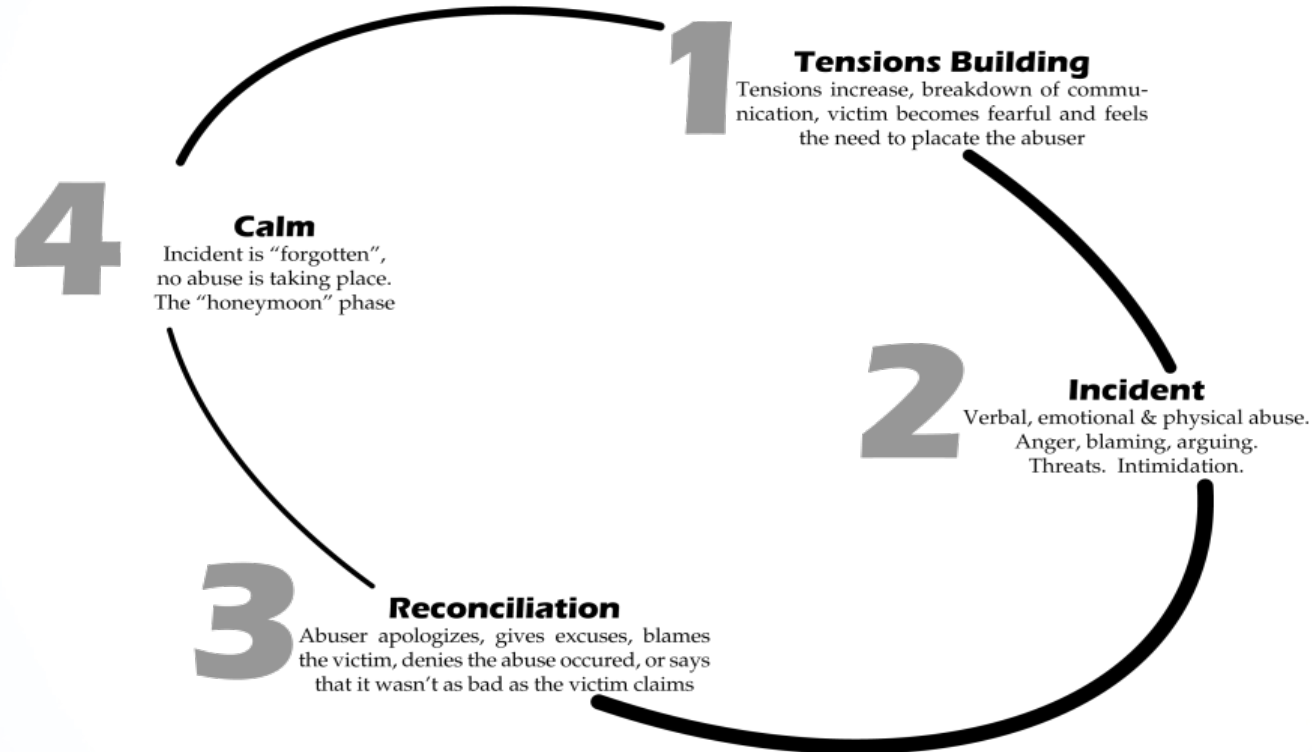 1
Tensions Building
Tensions increase, breakdown of commu-
nication, victim becomes fearful and feels
the need to placate the abuser
2
Incident
Verbal, emotional & physical abuse.
Anger, blaming, arguing.
Threats. Intimidation.
3
Reconciliation
Abuser apologizes, gives excuses, blames
the victim, denies the abuse occured, or says
that it wasn't as bad as the victim claims
4
Calm
Incident is “forgotten”,
no abuse is taking place.
The “honeymoon” phase